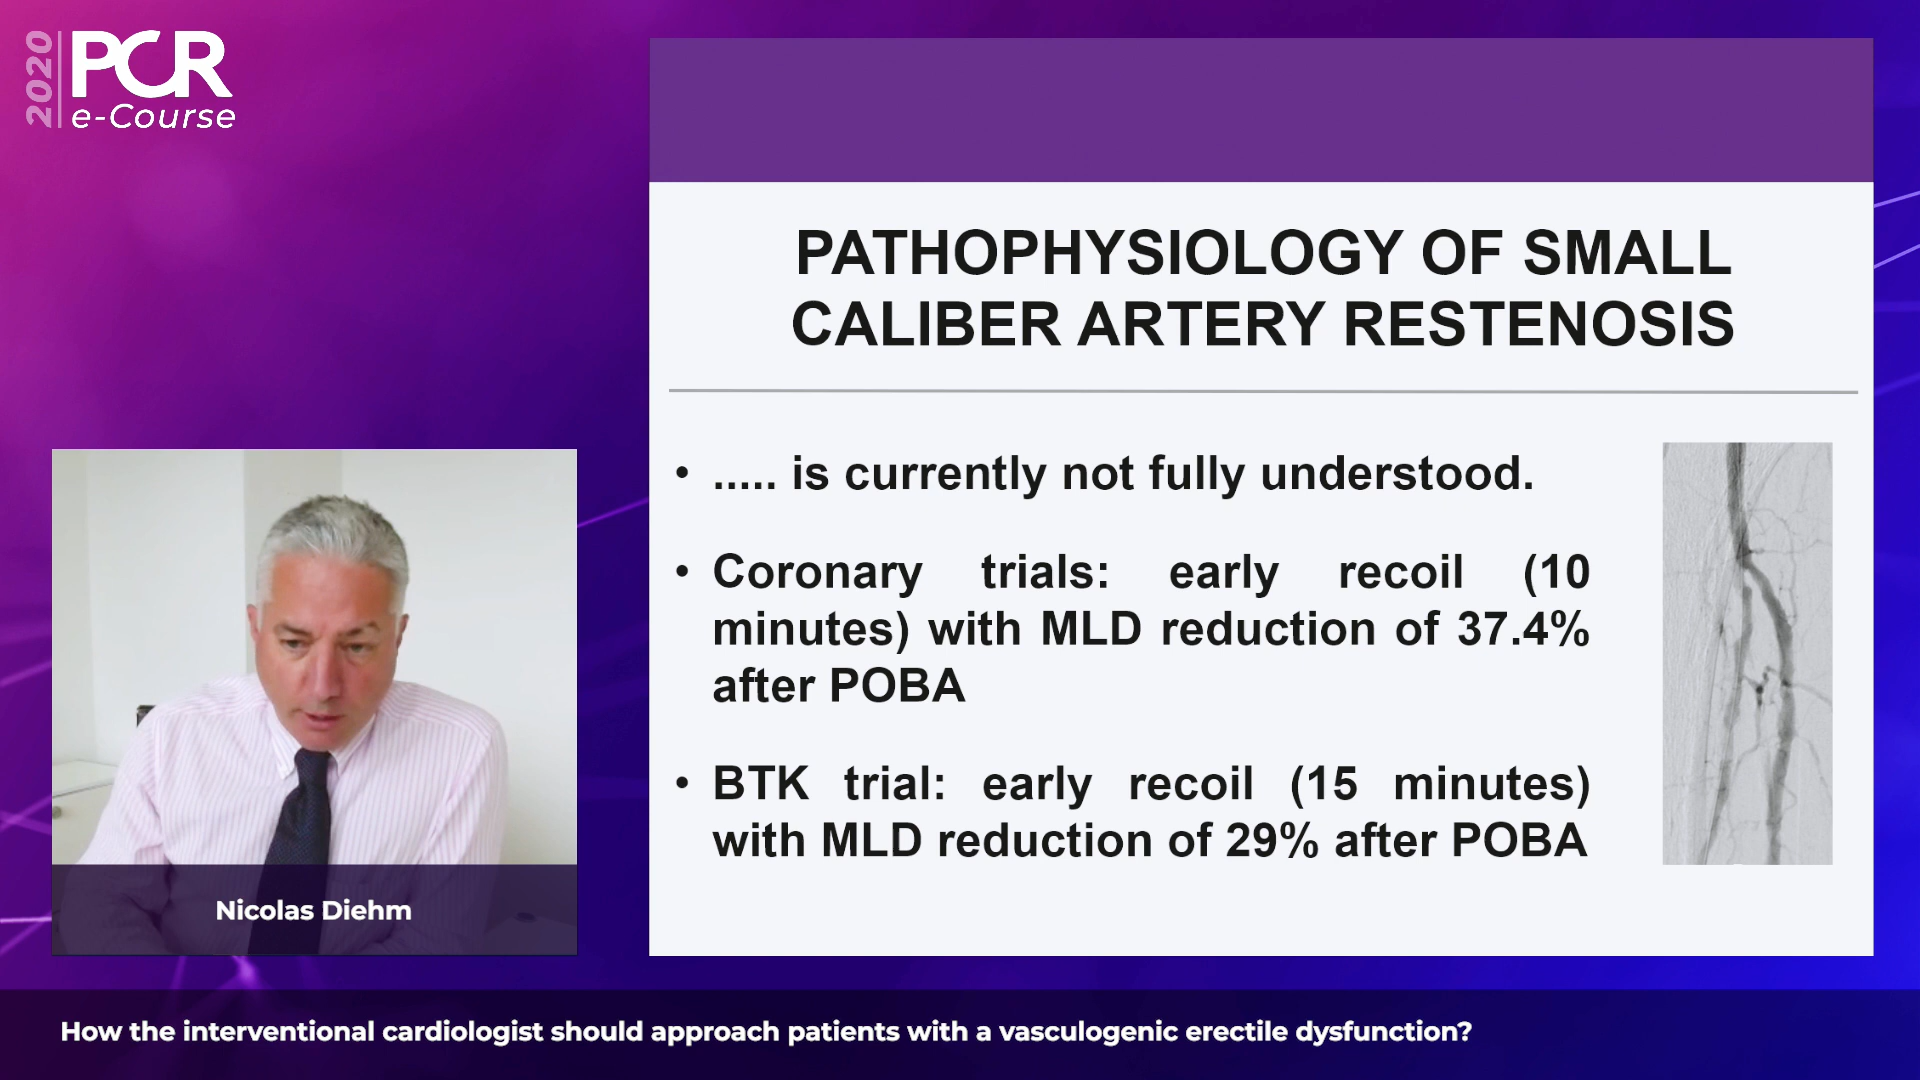 2020
PCR
e-Course
PATHOPHYSIOLOGY OF SMALL
CALIBER ARTERY RESTENOSIS
• ..... is currently not fully understood.
• Coronary trials: early recoil (10
minutes) with MLD reduction of 37.4%
after POBA
• BTK trial: early recoil (15 minutes)
with MLD reduction of 29% after POBA
Nicolas Diehm
How the interventional cardiologist should approach patients with a vasculogenic erectile dysfunction?